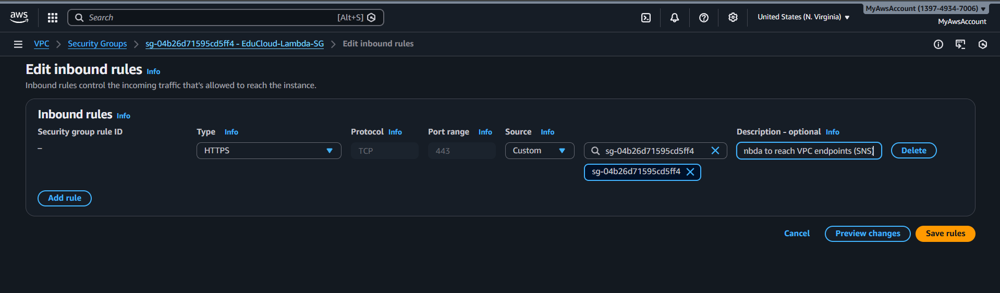 MyAwsAccount (1397-4934-7006)
aws
Search [Alt+S]
United States (N. Virginia)
MyAwsAccount
VPC Security Groups sg-04b26d71595cd5ff4 - EduCloud-Lambda-SG Edit inbound rules
Edit inbound rules Info
Inbound rules control the incoming traffic that's allowed to reach the instance.
Inbound rules Info
Security group rule ID Type Info Protocol Info Port range Info Source Info Description - optional Info
– HTTPS TCP 443 Custom sg-04b26d71595cd5ff4 nbda to reach VPC endpoints (SNS) Delete
sg-04b26d71595cd5ff4
Add rule
Cancel Preview changes Save rules